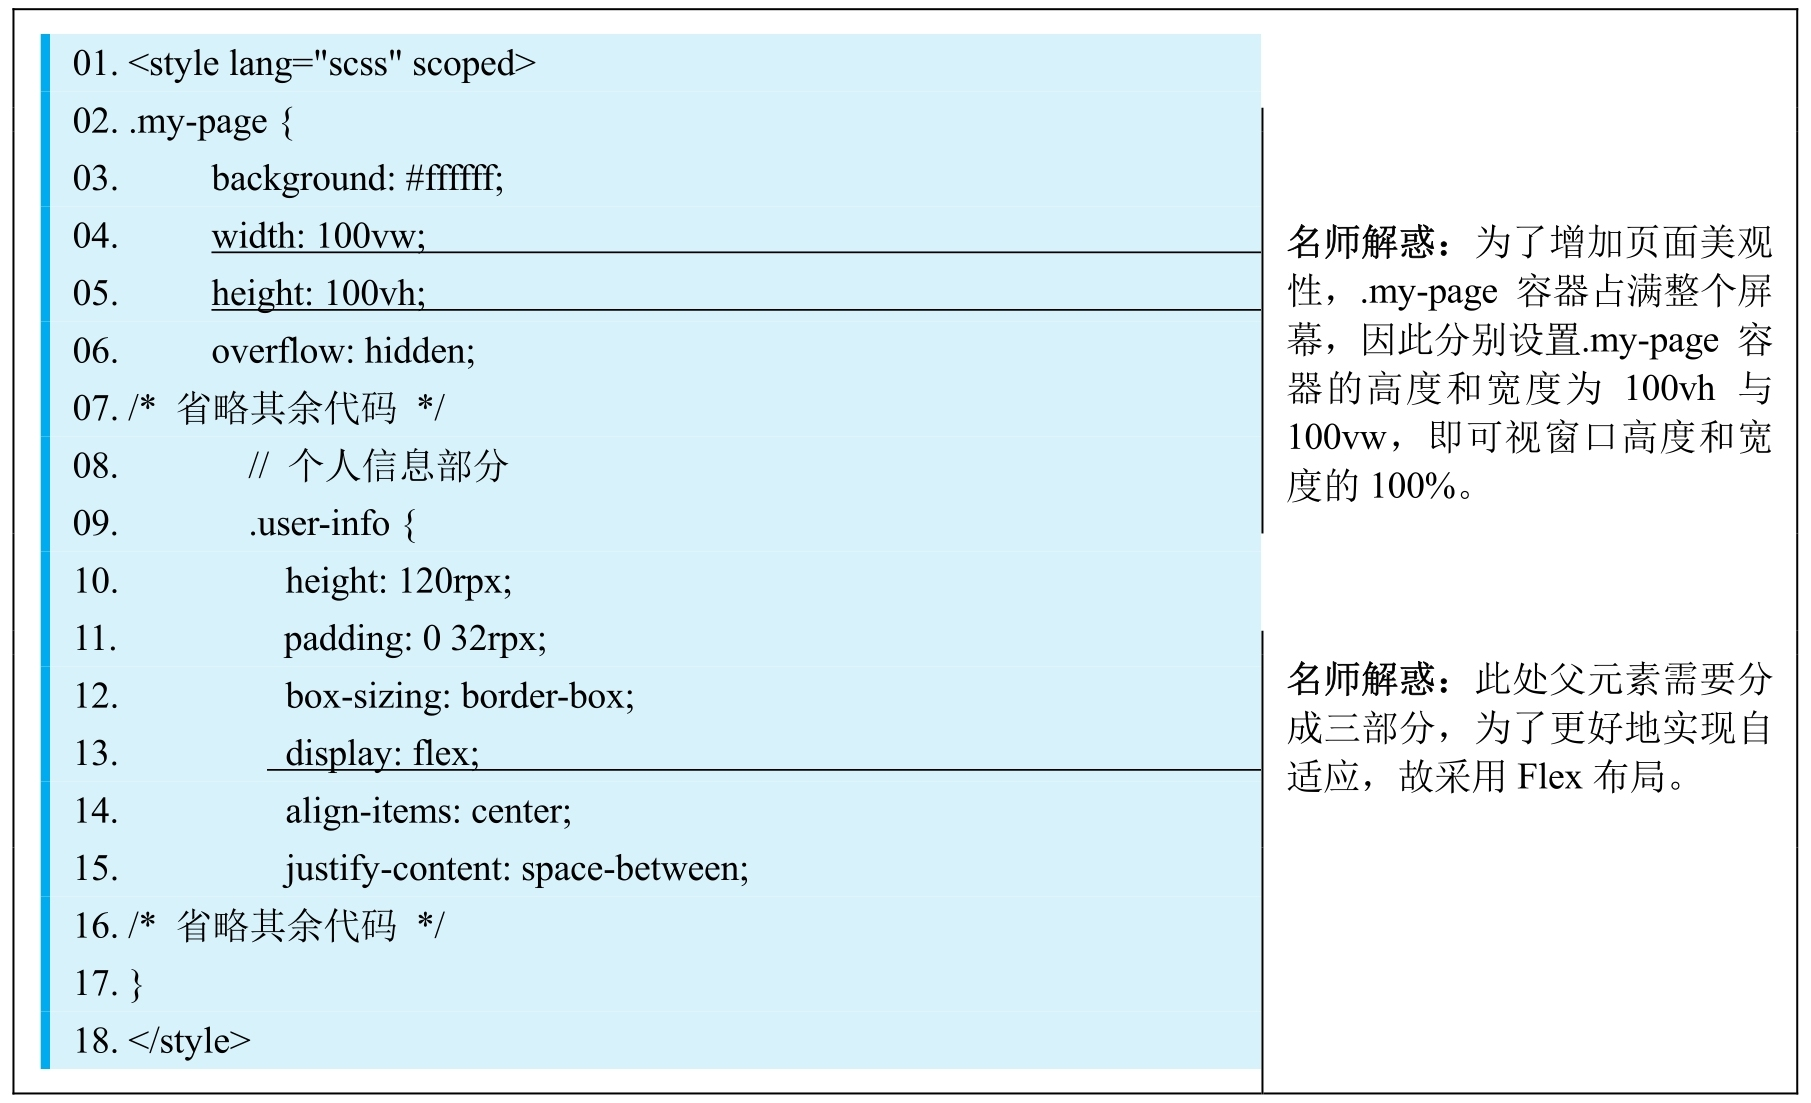 01. <style lang="scss" scoped>
02. .my-page {
03. background: #ffffff;
04. width: 100vw;
05. height: 100vh;
06. overflow: hidden;
07. /* 省略其余代码 */
08. // 个人信息部分
09. .user-info {
10. height: 120rpx;
11. padding: 0 32rpx;
12. box-sizing: border-box;
13. display: flex;
14. align-items: center;
15. justify-content: space-between;
16. /* 省略其余代码 */
17. }
18. </style>
名师解惑：为了增加页面美观
性，.my-page 容器占满整个屏
幕，因此分别设置.my-page 容
器的高度和宽度为 100vh 与
100vw，即可视窗口高度和宽
度的 100%。
名师解惑：此处父元素需要分
成三部分，为了更好地实现自
适应，故采用 Flex 布局。